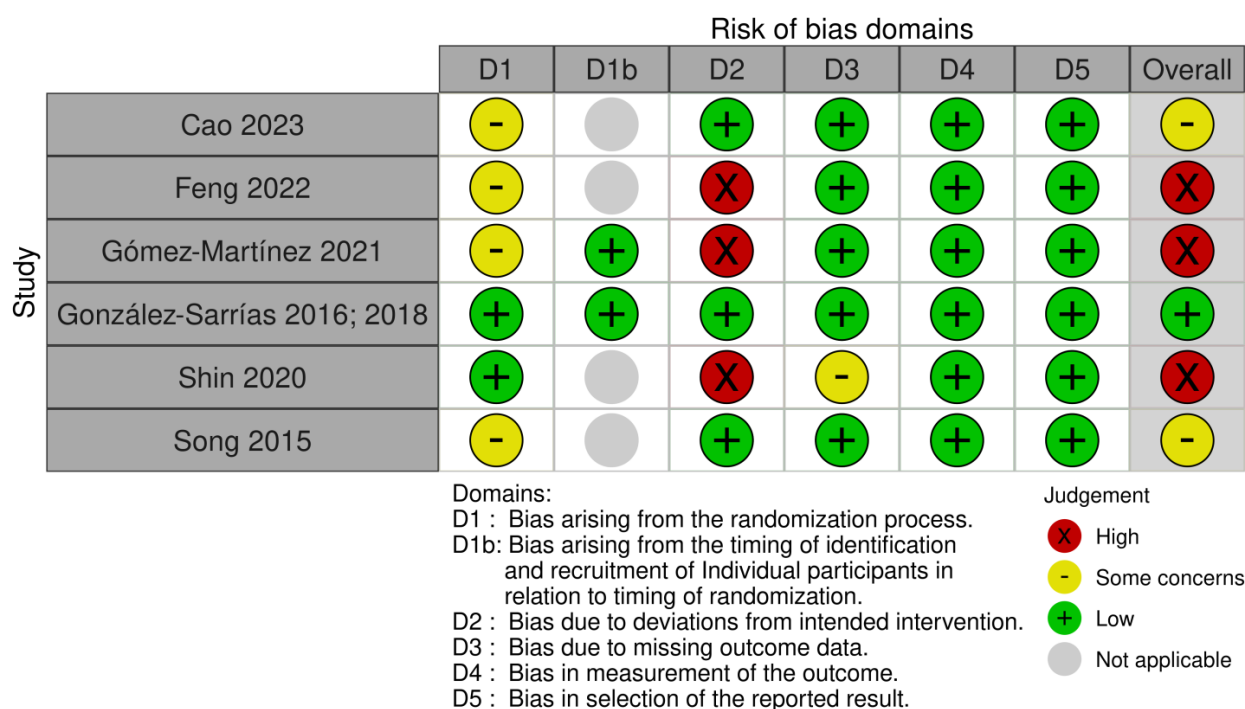 Risk of bias domains
D1 D1b D2 D3 D4 D5 Overall
Study
Cao 2023 - + + + + -
Feng 2022 - X + + + X
Gómez-Martínez 2021 - + X + + + X
González-Sarrías 2016; 2018 + + + + + + +
Shin 2020 + X - + + X
Song 2015 - + + + + -
Domains:
D1 : Bias arising from the randomization process.
D1b: Bias arising from the timing of identification
and recruitment of Individual participants in
relation to timing of randomization.
D2 : Bias due to deviations from intended intervention.
D3 : Bias due to missing outcome data.
D4 : Bias in measurement of the outcome.
D5 : Bias in selection of the reported result.
Judgement
X High
- Some concerns
+ Low
Not applicable